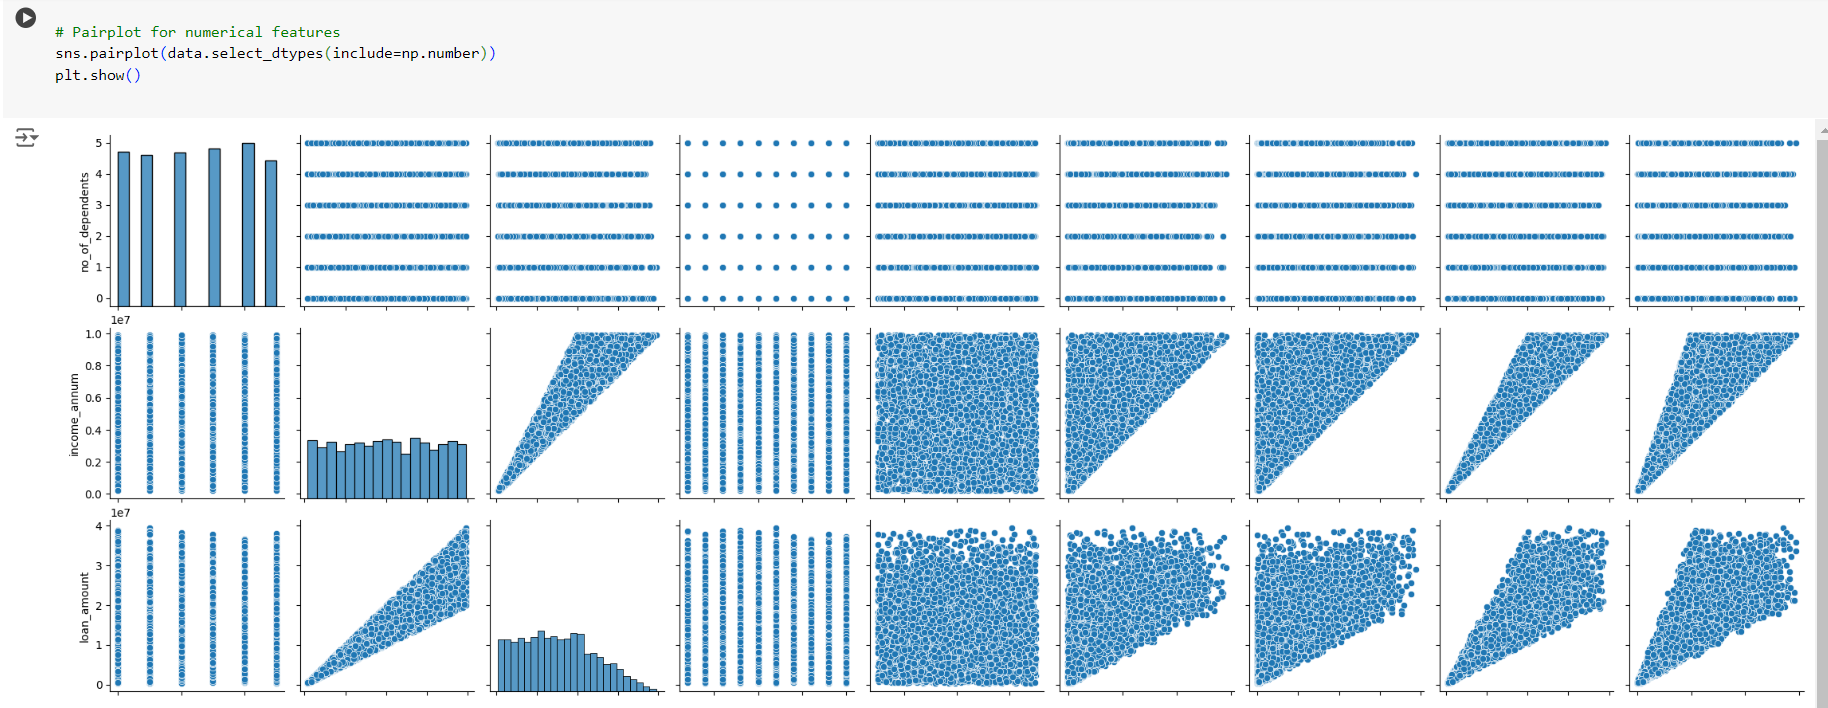 # Pairplot for numerical features
sns.pairplot(data.select_dtypes(include=np.number))
plt.show()
5
4
3
2
1
0
no_of_dependents
1e7
1.0
0.8
0.6
0.4
0.2
0.0
income_annum
1e7
4
3
2
1
0
loan_amount